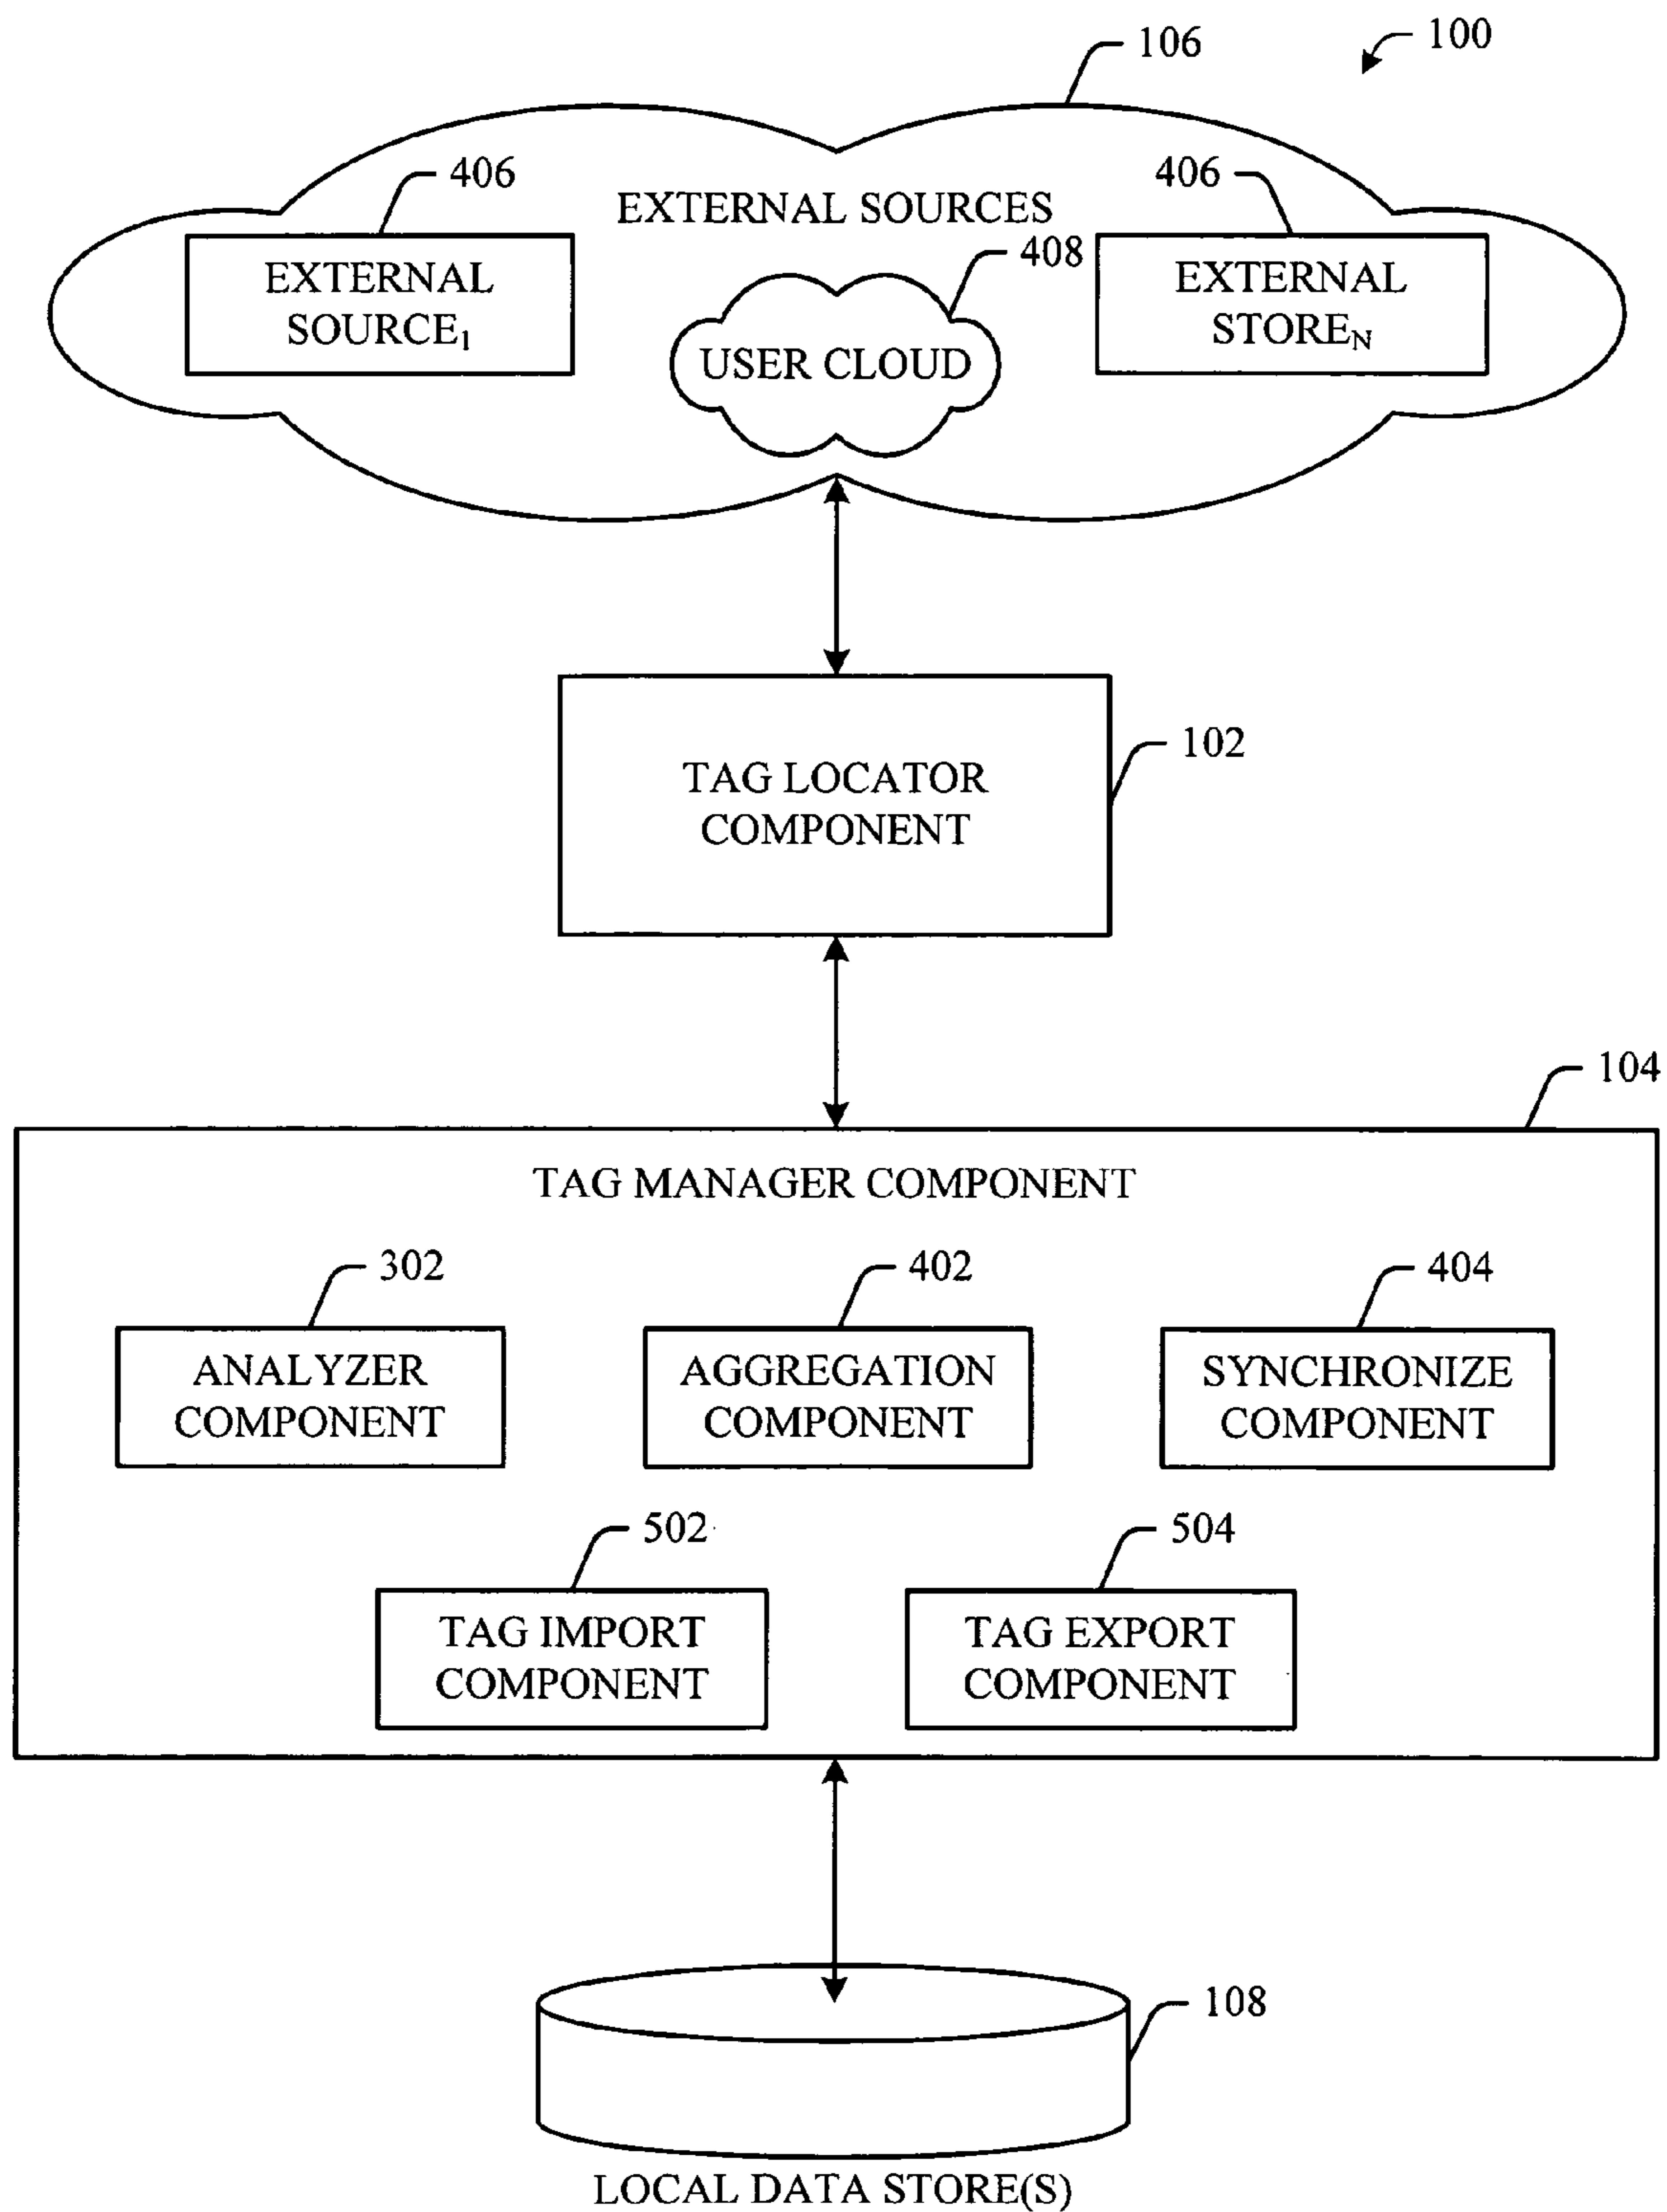 100
106
406
406
EXTERNAL SOURCES
408
EXTERNAL
SOURCE1
EXTERNAL
STOREN
USER CLOUD
102
TAG LOCATOR
COMPONENT
104
TAG MANAGER COMPONENT
302
402
404
ANALYZER
COMPONENT
AGGREGATION
COMPONENT
SYNCHRONIZE
COMPONENT
502
504
TAG IMPORT
COMPONENT
TAG EXPORT
COMPONENT
108
LOCAL DATA STORE(S)